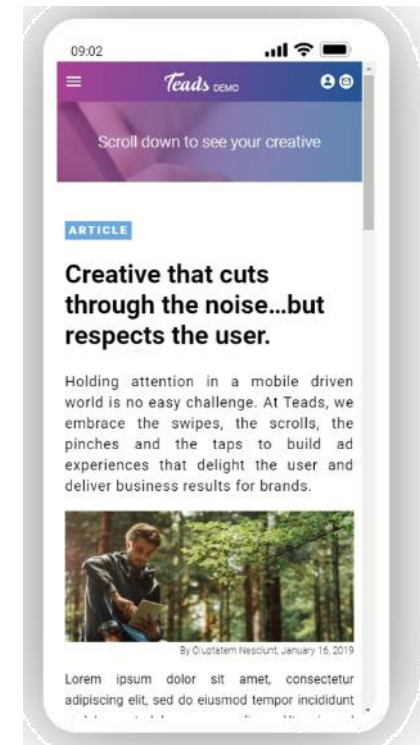 09:02
Teads DEMO
Scroll down to see your creative
ARTICLE
Creative that cuts
through the noise...but
respects the user.
Holding attention in a mobile driven
world is no easy challenge. At Teads, we
embrace the swipes, the scrolls, the
pinches and the taps to build ad
experiences that delight the user and
deliver business results for brands.
By Oluptatem Nesciunt, January 16, 2019
Lorem ipsum dolor sit amet, consectetur
adipiscing elit, sed do eiusmod tempor incididunt